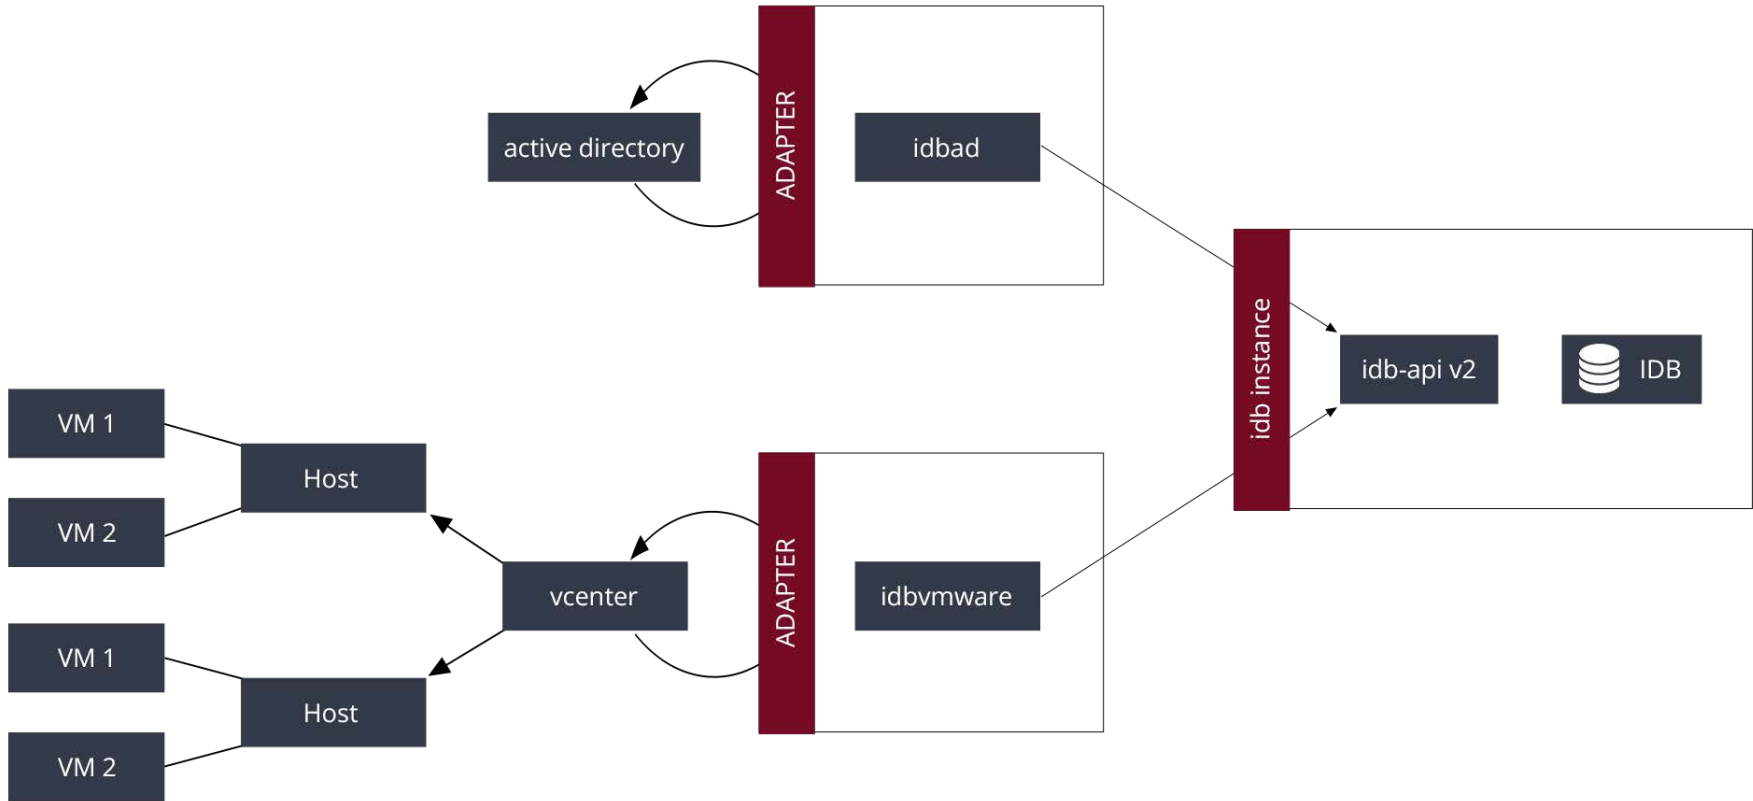 active directory
ADAPTER
idbad
idb instance
idb-api v2
IDB
VM 1
VM 2
Host
vcenter
ADAPTER
idbvmware
VM 1
VM 2
Host